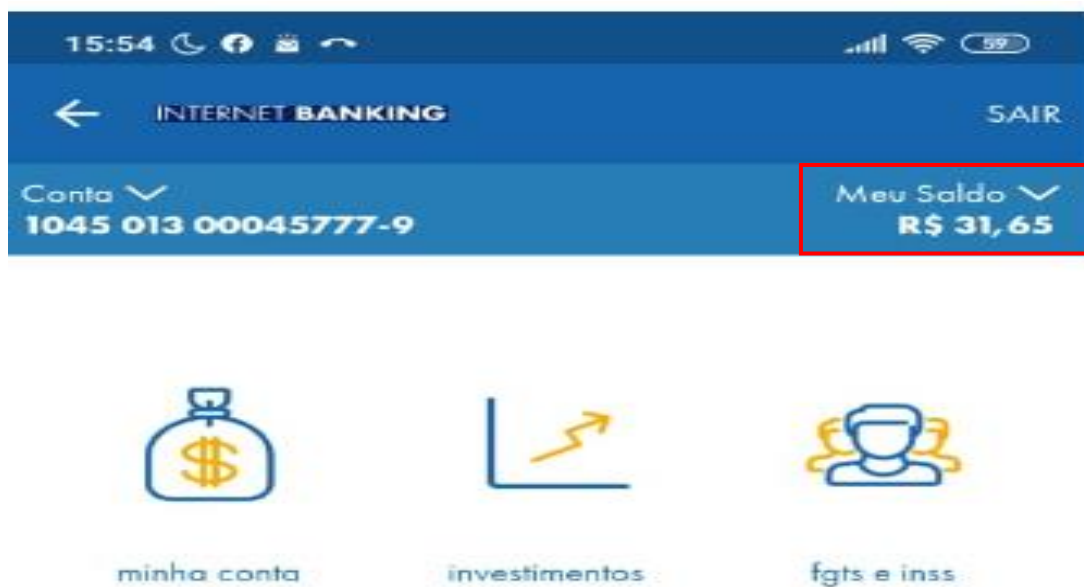 15:54
59
INTERNET BANKING SAIR
Conta Meu Saldo
1045 013 00045777-9 R$ 31,65
minha conta investimentos fgts e inss